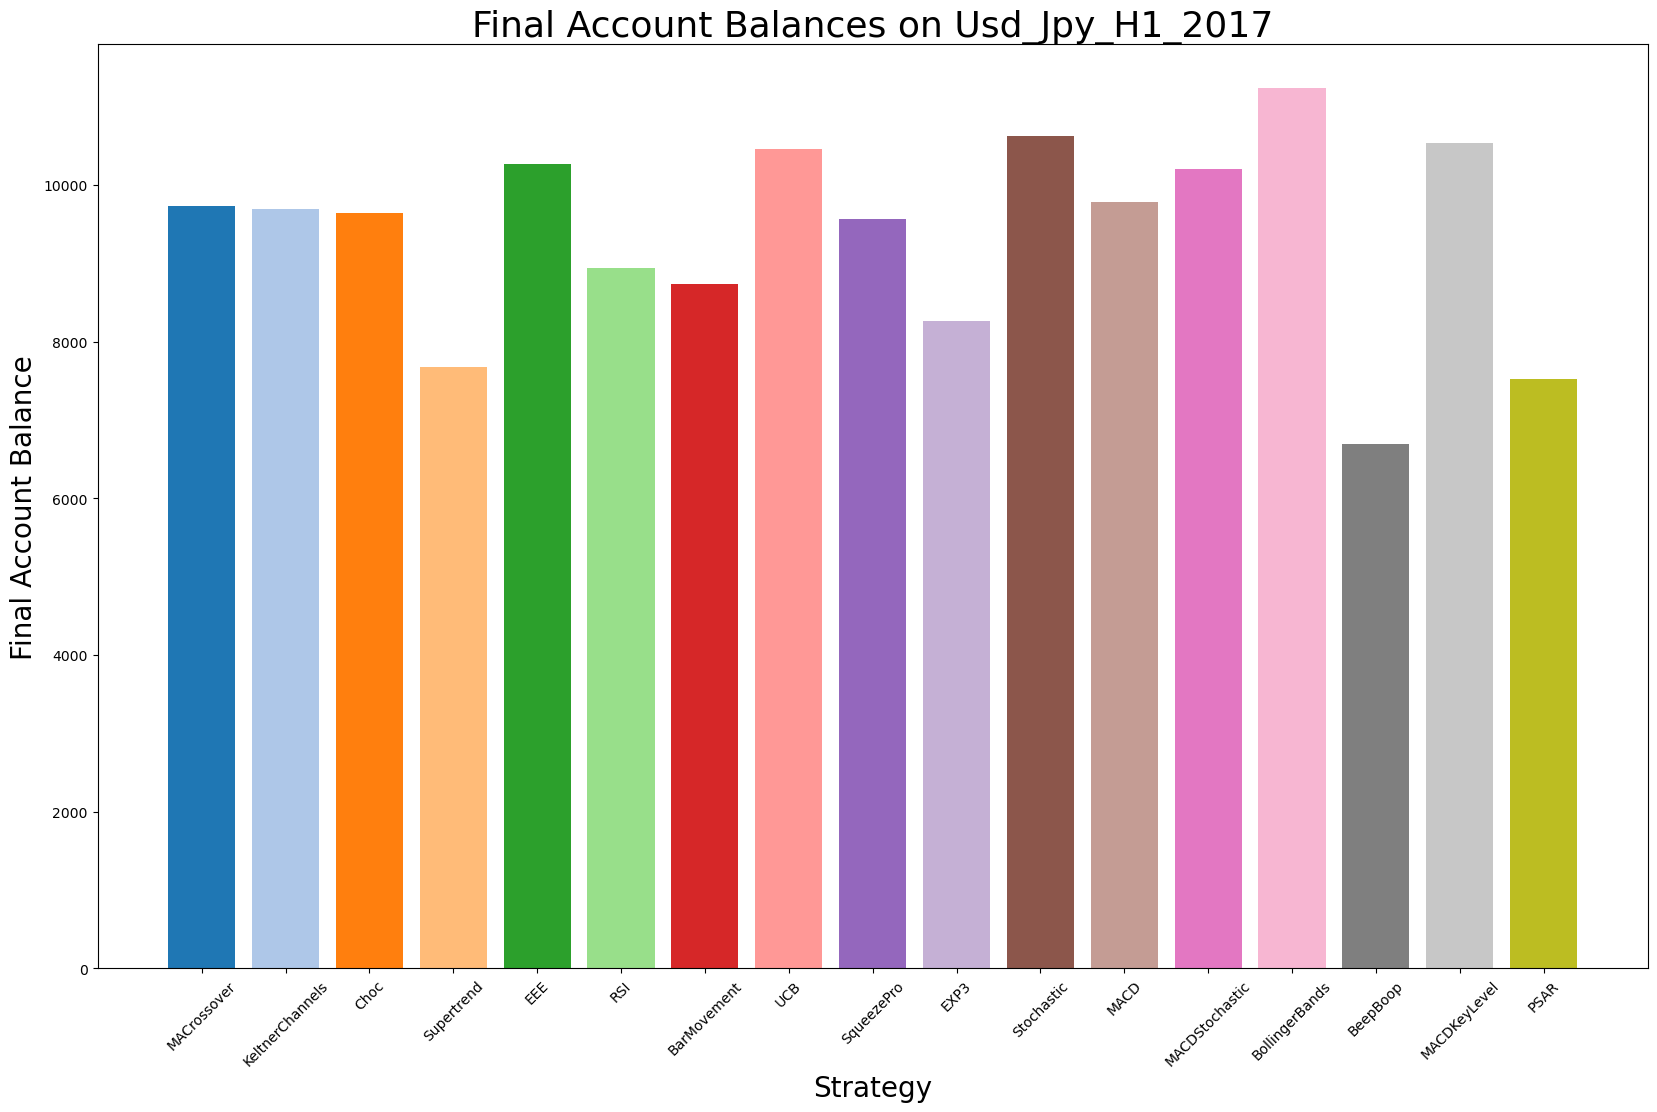 Final Account Balances on Usd_Jpy_H1_2017
Final Account Balance
10000
8000
6000
4000
2000
0
MACrossover
KeltnerChannels
Choc
Supertrend
EEE
RSI
BarMovement
UCB
SqueezePro
EXP3
Stochastic
MACD
MACDStochastic
BollingerBands
BeepBoop
MACDKeyLevel
PSAR
Strategy